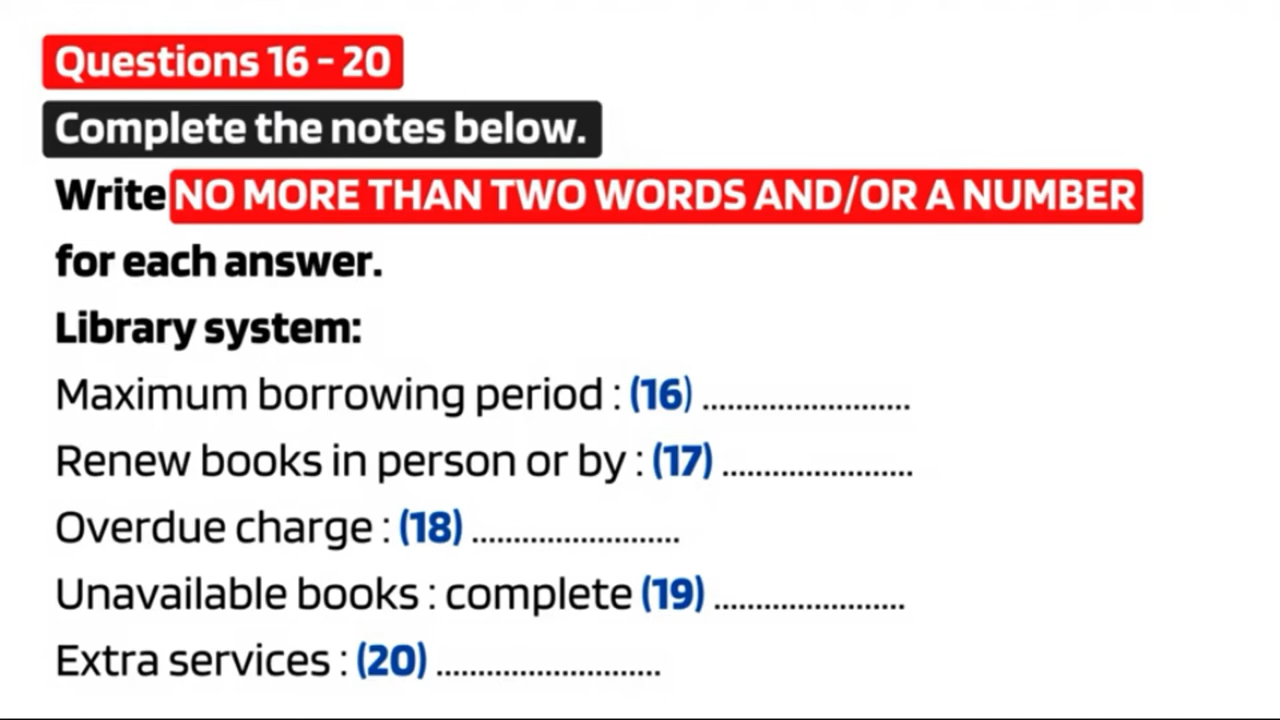 Questions 16 - 20
Complete the notes below.
Write NO MORE THAN TWO WORDS AND/OR A NUMBER
for each answer.
Library system:
Maximum borrowing period : (16) .........................
Renew books in person or by : (17) .......................
Overdue charge : (18) .........................
Unavailable books : complete (19) .......................
Extra services : (20) ...........................